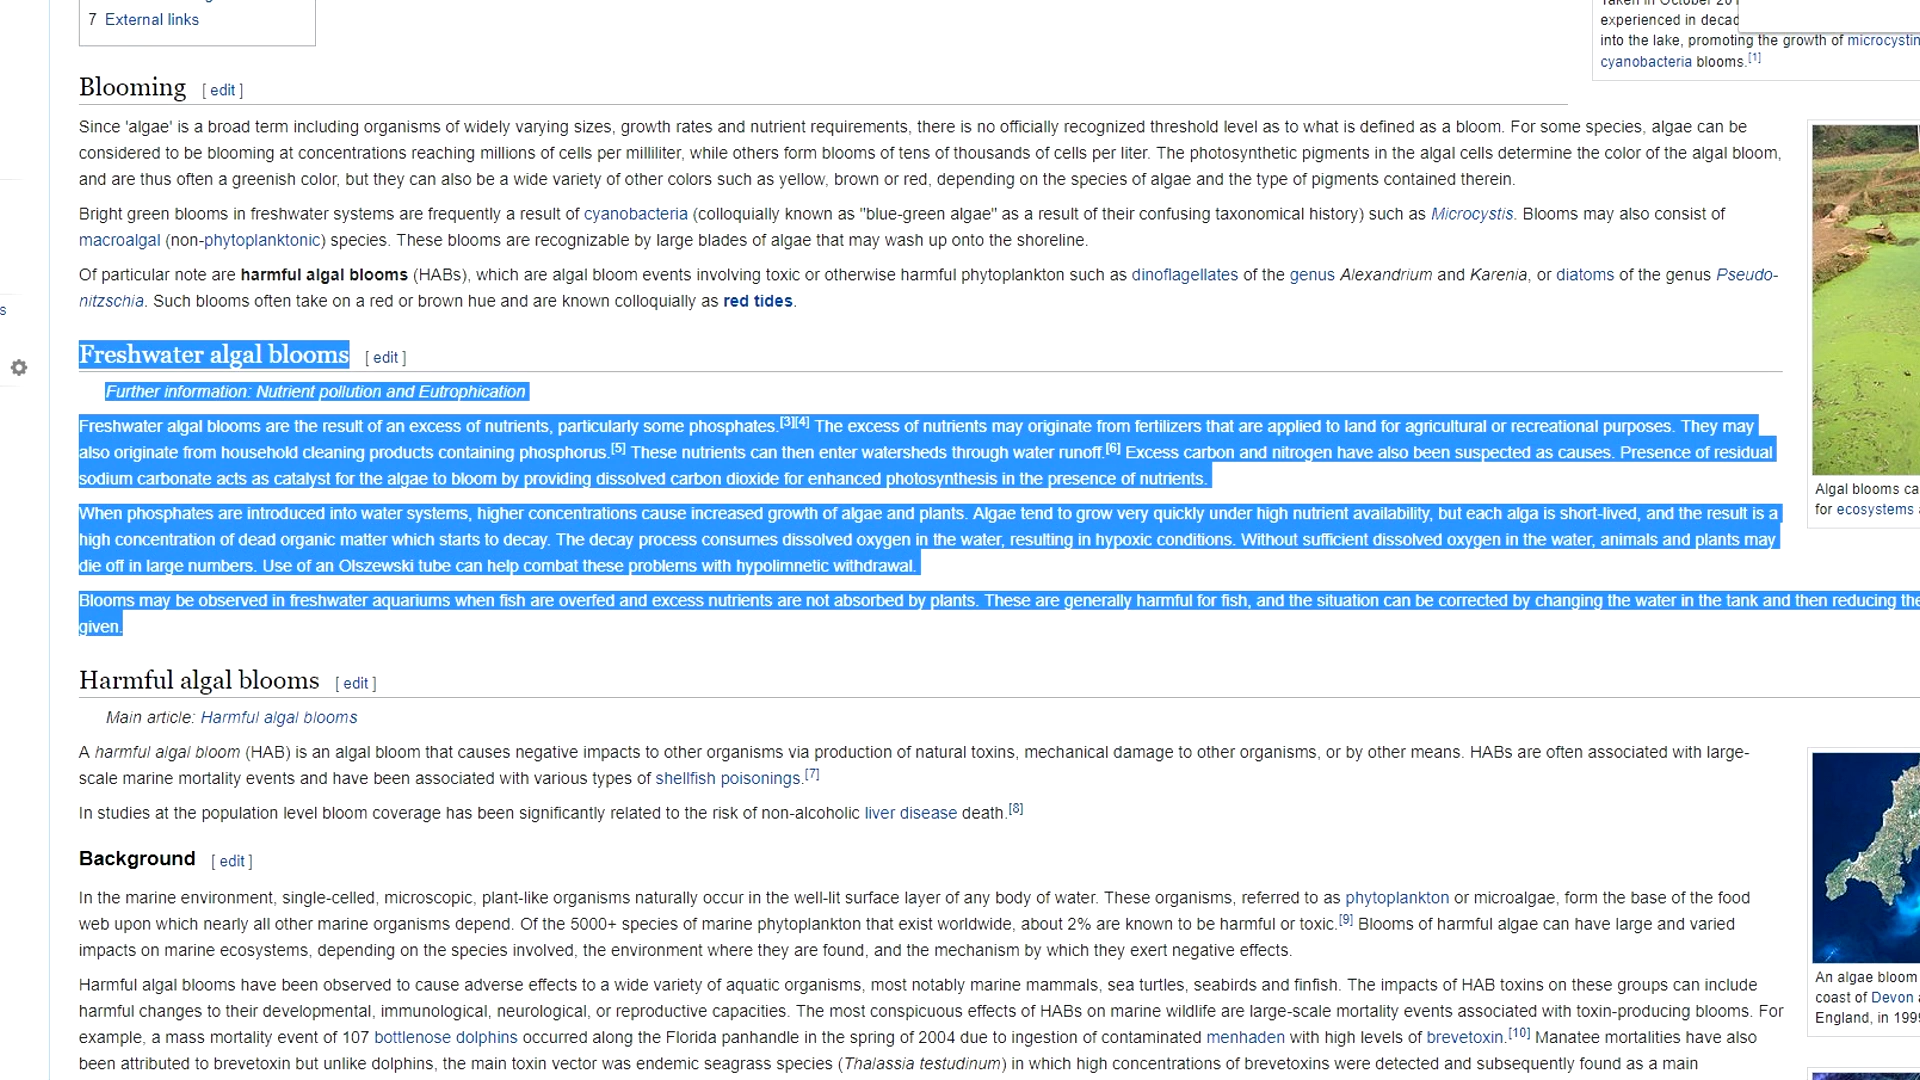 7 External links
Taken in October 201
experienced in decad
into the lake, promoting the growth of microcystin
cyanobacteria blooms.[1]
Blooming [ edit ]
Since 'algae' is a broad term including organisms of widely varying sizes, growth rates and nutrient requirements, there is no officially recognized threshold level as to what is defined as a bloom. For some species, algae can be
considered to be blooming at concentrations reaching millions of cells per milliliter, while others form blooms of tens of thousands of cells per liter. The photosynthetic pigments in the algal cells determine the color of the algal bloom,
and are thus often a greenish color, but they can also be a wide variety of other colors such as yellow, brown or red, depending on the species of algae and the type of pigments contained therein.
Bright green blooms in freshwater systems are frequently a result of cyanobacteria (colloquially known as "blue-green algae" as a result of their confusing taxonomical history) such as Microcystis. Blooms may also consist of
macroalgal (non-phytoplanktonic) species. These blooms are recognizable by large blades of algae that may wash up onto the shoreline.
Of particular note are harmful algal blooms (HABs), which are algal bloom events involving toxic or otherwise harmful phytoplankton such as dinoflagellates of the genus Alexandrium and Karenia, or diatoms of the genus Pseudo-
nitzschia. Such blooms often take on a red or brown hue and are known colloquially as red tides.
s
Freshwater algal blooms [ edit ]
Further information: Nutrient pollution and Eutrophication
Freshwater algal blooms are the result of an excess of nutrients, particularly some phosphates.[3][4] The excess of nutrients may originate from fertilizers that are applied to land for agricultural or recreational purposes. They may
also originate from household cleaning products containing phosphorus.[5] These nutrients can then enter watersheds through water runoff.[6] Excess carbon and nitrogen have also been suspected as causes. Presence of residual
sodium carbonate acts as catalyst for the algae to bloom by providing dissolved carbon dioxide for enhanced photosynthesis in the presence of nutrients.
When phosphates are introduced into water systems, higher concentrations cause increased growth of algae and plants. Algae tend to grow very quickly under high nutrient availability, but each alga is short-lived, and the result is a
high concentration of dead organic matter which starts to decay. The decay process consumes dissolved oxygen in the water, resulting in hypoxic conditions. Without sufficient dissolved oxygen in the water, animals and plants may
die off in large numbers. Use of an Olszewski tube can help combat these problems with hypolimnetic withdrawal.
Algal blooms ca
for ecosystems a
Blooms may be observed in freshwater aquariums when fish are overfed and excess nutrients are not absorbed by plants. These are generally harmful for fish, and the situation can be corrected by changing the water in the tank and then reducing the
given.
Harmful algal blooms [ edit ]
Main article: Harmful algal blooms
A harmful algal bloom (HAB) is an algal bloom that causes negative impacts to other organisms via production of natural toxins, mechanical damage to other organisms, or by other means. HABs are often associated with large-
scale marine mortality events and have been associated with various types of shellfish poisonings.[7]
In studies at the population level bloom coverage has been significantly related to the risk of non-alcoholic liver disease death.[8]
Background [ edit ]
In the marine environment, single-celled, microscopic, plant-like organisms naturally occur in the well-lit surface layer of any body of water. These organisms, referred to as phytoplankton or microalgae, form the base of the food
web upon which nearly all other marine organisms depend. Of the 5000+ species of marine phytoplankton that exist worldwide, about 2% are known to be harmful or toxic.[9] Blooms of harmful algae can have large and varied
impacts on marine ecosystems, depending on the species involved, the environment where they are found, and the mechanism by which they exert negative effects.
An algae bloom
coast of Devon a
England, in 1999
Harmful algal blooms have been observed to cause adverse effects to a wide variety of aquatic organisms, most notably marine mammals, sea turtles, seabirds and finfish. The impacts of HAB toxins on these groups can include
harmful changes to their developmental, immunological, neurological, or reproductive capacities. The most conspicuous effects of HABs on marine wildlife are large-scale mortality events associated with toxin-producing blooms. For
example, a mass mortality event of 107 bottlenose dolphins occurred along the Florida panhandle in the spring of 2004 due to ingestion of contaminated menhaden with high levels of brevetoxin.[10] Manatee mortalities have also
been attributed to brevetoxin but unlike dolphins, the main toxin vector was endemic seagrass species (Thalassia testudinum) in which high concentrations of brevetoxins were detected and subsequently found as a main